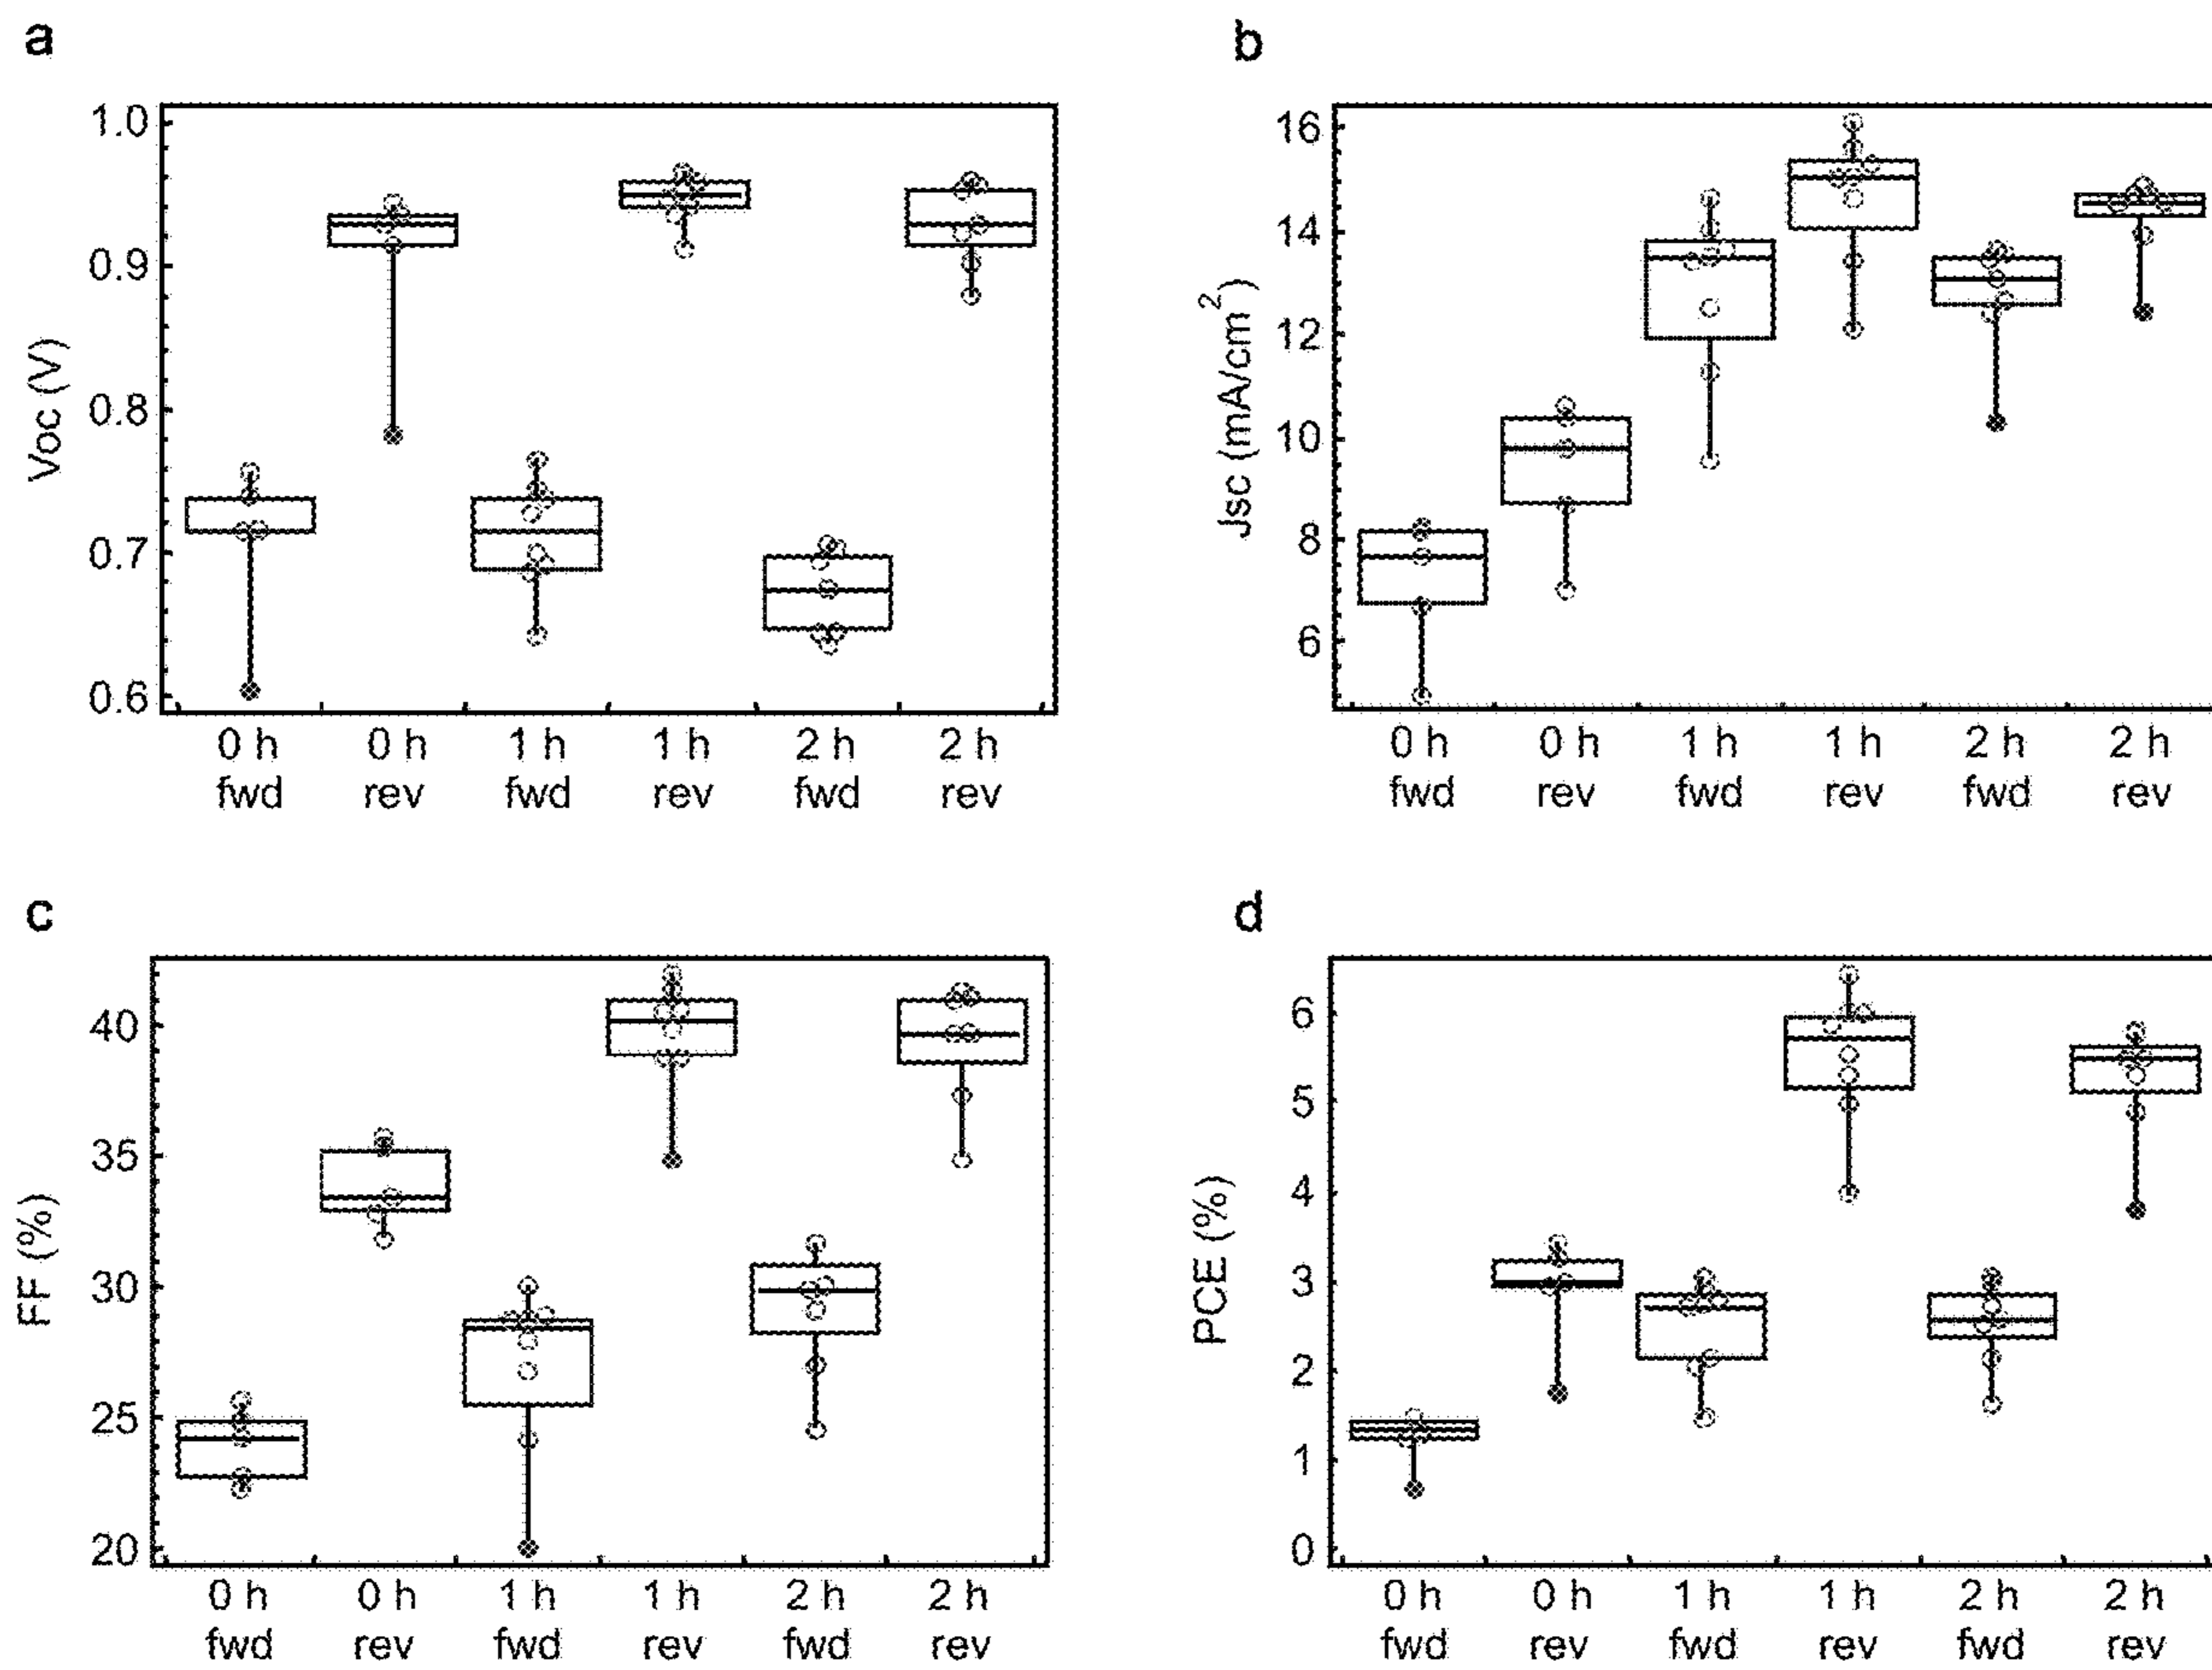 a
1.0
0.9
0.8
0.7
0.6
Voc (V)
0 h 0 h 1 h 1 h 2 h 2 h
fwd rev fwd rev fwd rev
b
16
14
12
10
8
6
Jsc (mA/cm²)
0 h 0 h 1 h 1 h 2 h 2 h
fwd rev fwd rev fwd rev
c
40
35
30
25
20
FF (%)
0 h 0 h 1 h 1 h 2 h 2 h
fwd rev fwd rev fwd rev
d
6
5
4
3
2
1
0
PCE (%)
0 h 0 h 1 h 1 h 2 h 2 h
fwd rev fwd rev fwd rev